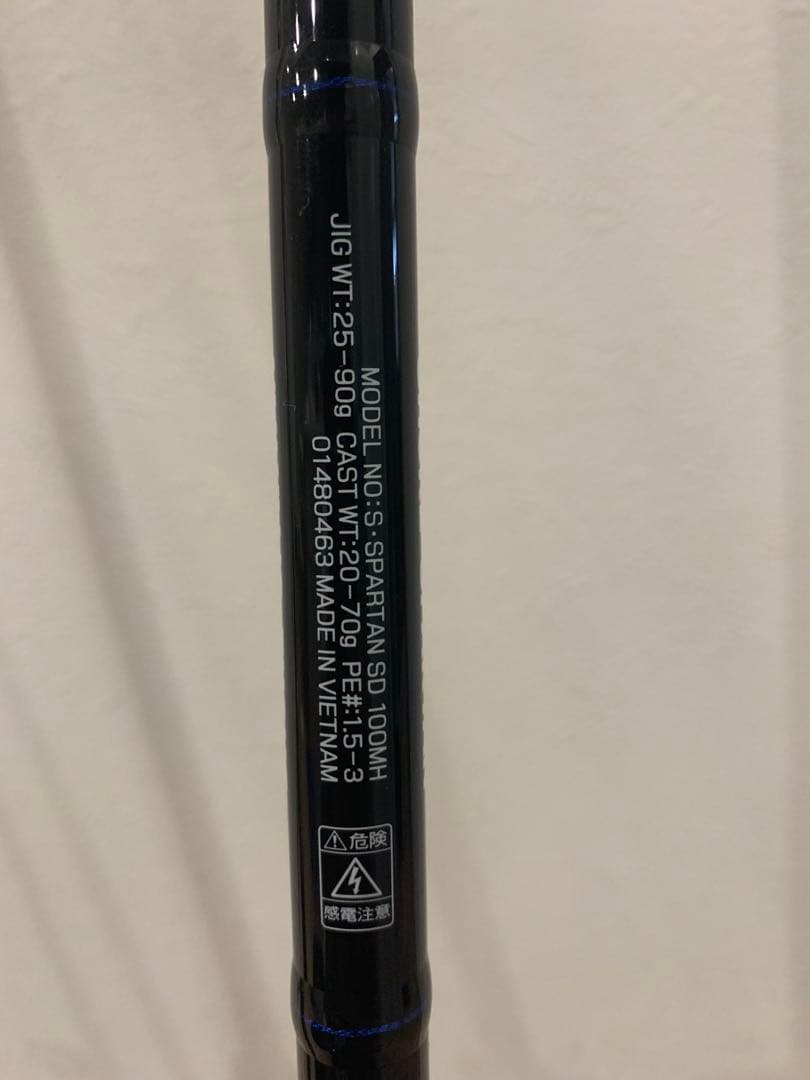 MODEL NO:S・SPARTAN SD 100MH
JIG WT:25-90g CAST WT:20-70g PE#:1.5-3
01480463 MADE IN VIETNAM
危険
感電注意